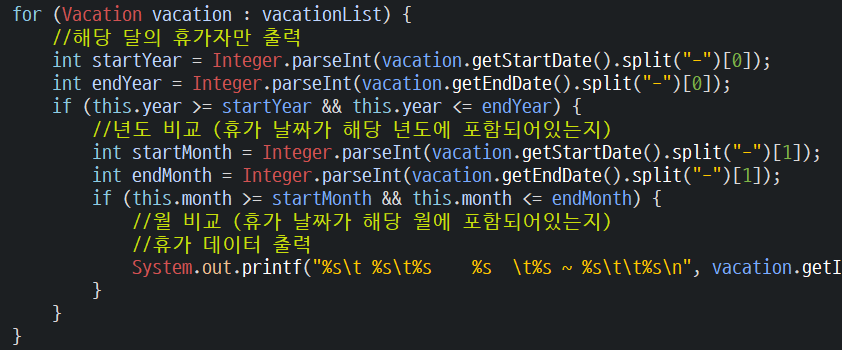 for (Vacation vacation : vacationList) {
//해당 달의 휴가자만 출력
int startYear = Integer.parseInt(vacation.getStartDate().split("-")[0]);
int endYear = Integer.parseInt(vacation.getEndDate().split("-")[0]);
if (this.year >= startYear && this.year <= endYear) {
//년도 비교 (휴가 날짜가 해당 년도에 포함되어있는지)
int startMonth = Integer.parseInt(vacation.getStartDate().split("-")[1]);
int endMonth = Integer.parseInt(vacation.getEndDate().split("-")[1]);
if (this.month >= startMonth && this.month <= endMonth) {
//월 비교 (휴가 날짜가 해당 월에 포함되어있는지)
//휴가 데이터 출력
System.out.printf("%s\t %s\t%s    %s  \t%s ~ %s\t\t%s\n", vacation.getI
}
}
}